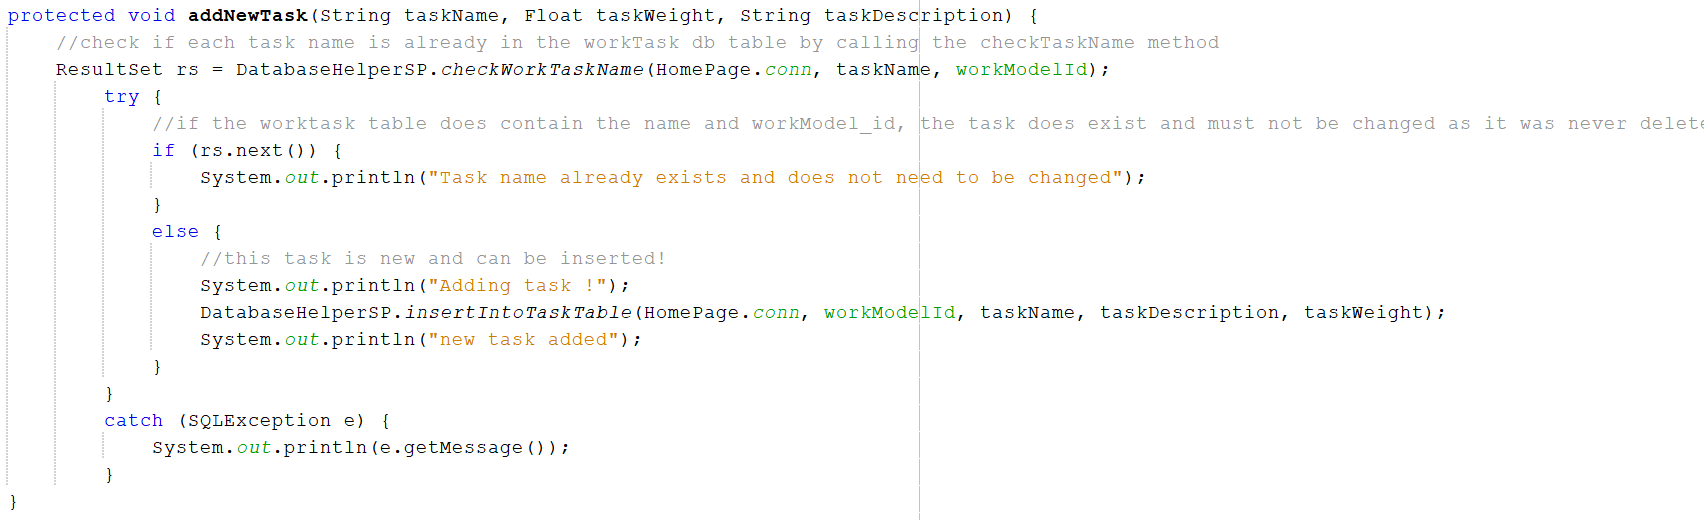 protected void addNewTask(String taskName, Float taskWeight, String taskDescription) {
//check if each task name is already in the workTask db table by calling the checkTaskName method
ResultSet rs = DatabaseHelperSP.checkWorkTaskName(HomePage.conn, taskName, workModelId);
try {
//if the worktask table does contain the name and workModel_id, the task does exist and must not be changed as it was never delete
if (rs.next()) {
System.out.println("Task name already exists and does not need to be changed");
}
else {
//this task is new and can be inserted!
System.out.println("Adding task !");
DatabaseHelperSP.insertIntoTaskTable(HomePage.conn, workModelId, taskName, taskDescription, taskWeight);
System.out.println("new task added");
}
}
catch (SQLException e) {
System.out.println(e.getMessage());
}
}